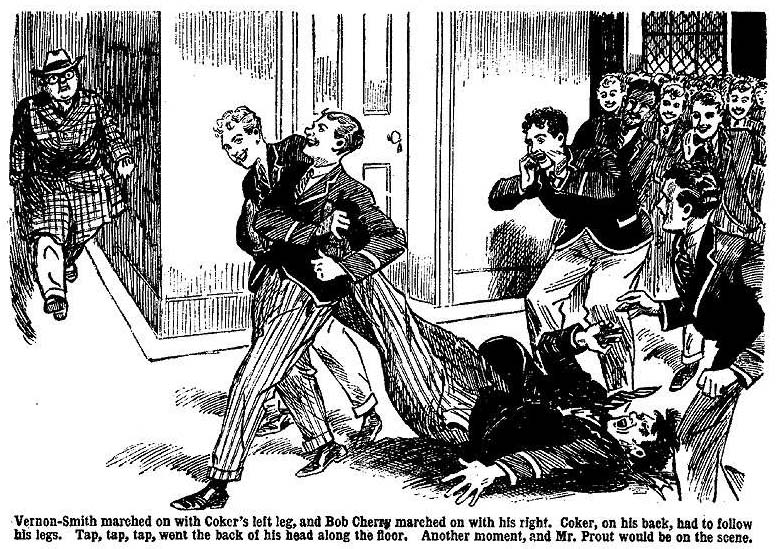 Vernon-Smith marched on with Coker's left leg, and Bob Cherry marched on with his right. Coker, on his back, had to follow
his legs. Tap, tap, tap, went the back of his head along the floor. Another moment, and Mr. Prout would be on the scene.